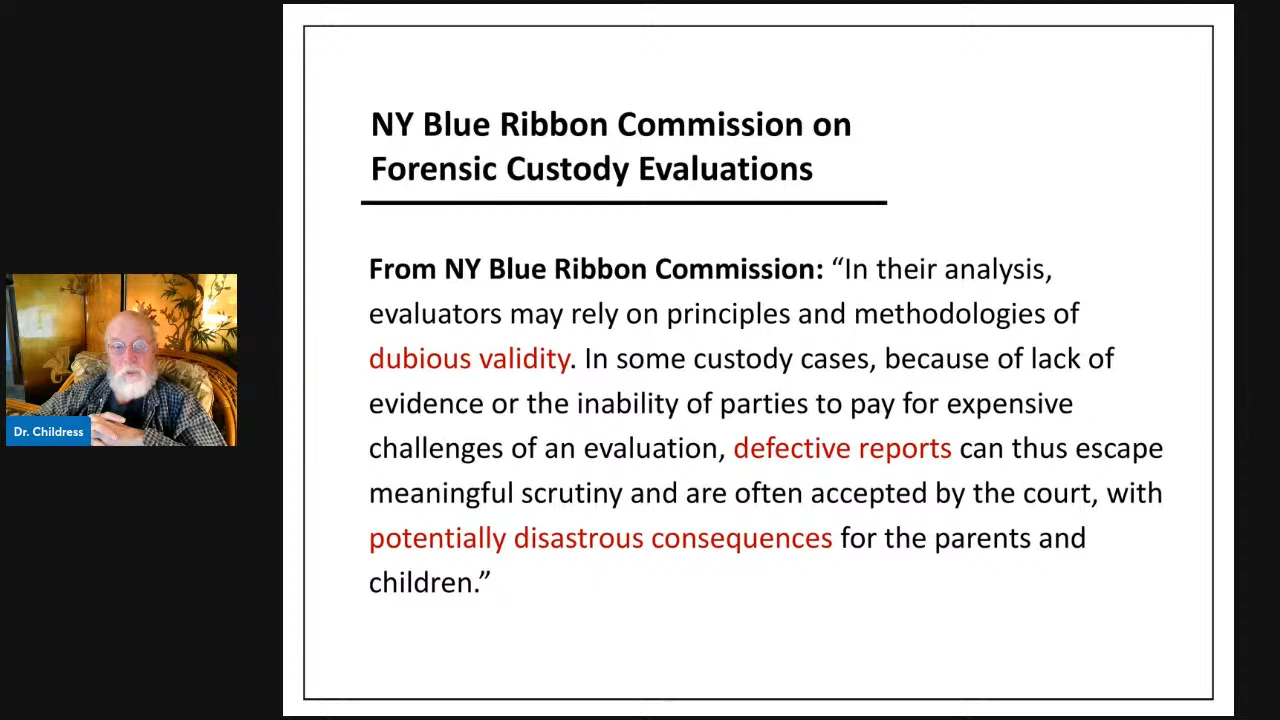 NY Blue Ribbon Commission on
Forensic Custody Evaluations
From NY Blue Ribbon Commission: “In their analysis,
evaluators may rely on principles and methodologies of
dubious validity. In some custody cases, because of lack of
evidence or the inability of parties to pay for expensive
challenges of an evaluation, defective reports can thus escape
meaningful scrutiny and are often accepted by the court, with
potentially disastrous consequences for the parents and
children.”
Dr. Childress